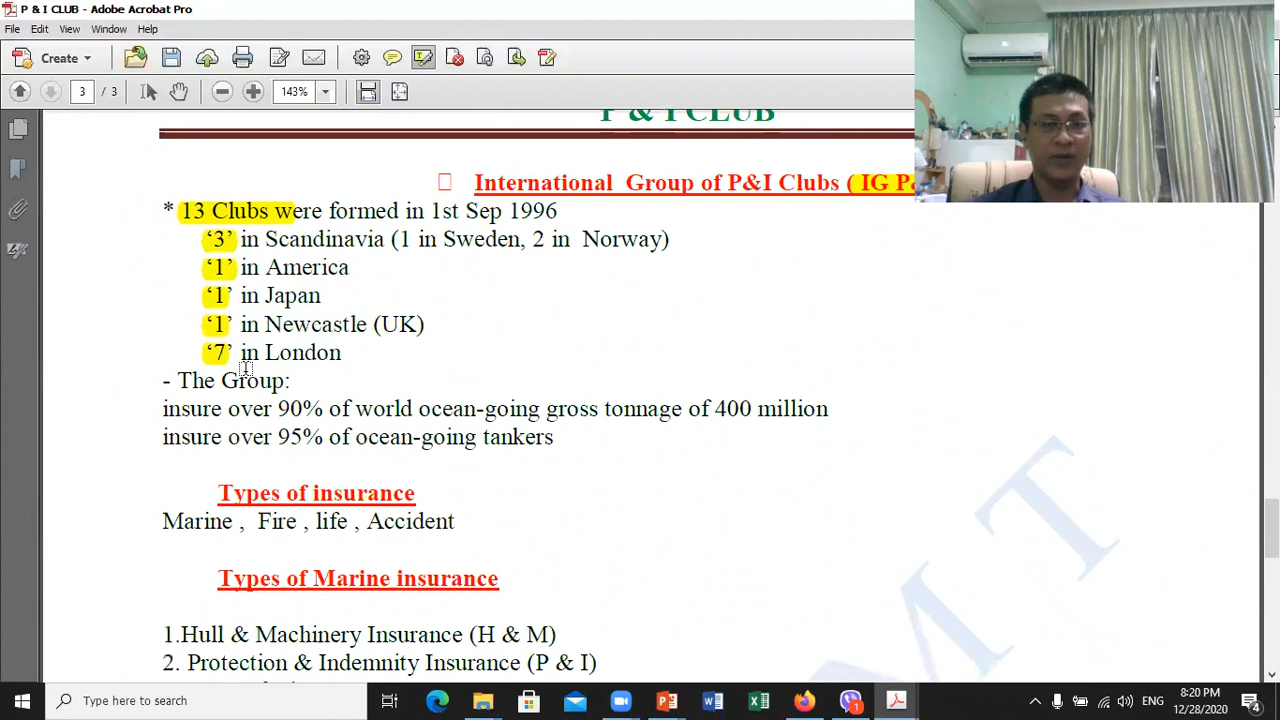 P & I CLUB - Adobe Acrobat Pro
File Edit View Window Help
Create
3 / 3 143%
P & I CLUB
International Group of P&I Clubs ( IG P
* 13 Clubs were formed in 1st Sep 1996
‘3’ in Scandinavia (1 in Sweden, 2 in Norway)
‘1’ in America
‘1’ in Japan
‘1’ in Newcastle (UK)
‘7’ in London
- The Group:
insure over 90% of world ocean-going gross tonnage of 400 million
insure over 95% of ocean-going tankers
Types of insurance
Marine , Fire , life , Accident
Types of Marine insurance
1.Hull & Machinery Insurance (H & M)
2. Protection & Indemnity Insurance (P & I)
M T
Type here to search
1
ENG
8:20 PM
12/28/2020
4